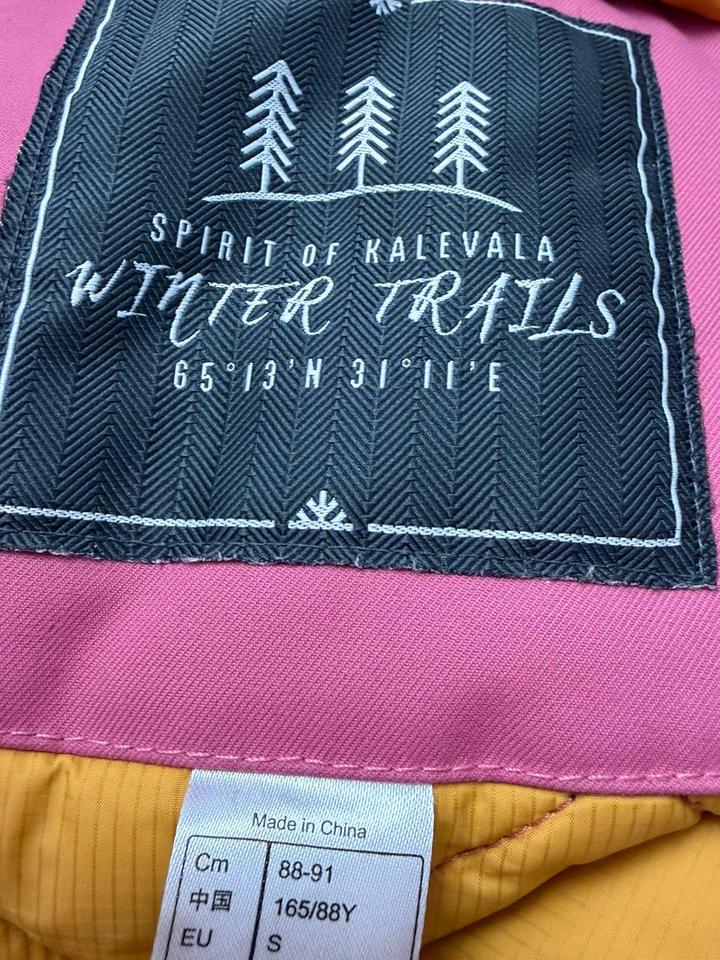 SPIRIT OF KALEVALA
WINTER TRAILS
65°13'N 31°11'E
Made in China
Cm 88-91
中国 165/88Y
EU S